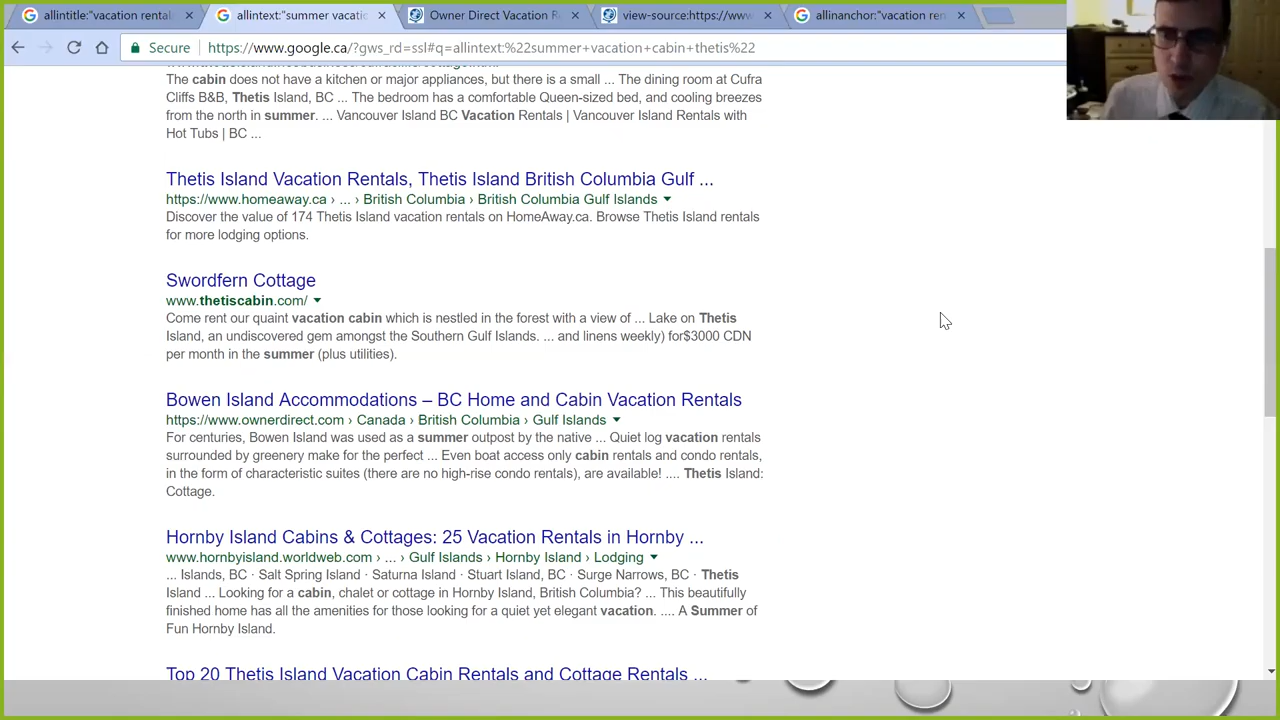 allintitle:"vacation rental
allintext:"summer vacatio
Owner Direct Vacation R
view-source:https://www
allinanchor:"vacation ren
Secure
https://www.google.ca/?gws_rd=ssl#q=allintext:%22summer+vacation+cabin+thetis%22
The cabin does not have a kitchen or major appliances, but there is a small ... The dining room at Cufra
Cliffs B&B, Thetis Island, BC ... The bedroom has a comfortable Queen-sized bed, and cooling breezes
from the north in summer. ... Vancouver Island BC Vacation Rentals | Vancouver Island Rentals with
Hot Tubs | BC ...
Thetis Island Vacation Rentals, Thetis Island British Columbia Gulf ...
https://www.homeaway.ca › ... › British Columbia › British Columbia Gulf Islands
Discover the value of 174 Thetis Island vacation rentals on HomeAway.ca. Browse Thetis Island rentals
for more lodging options.
Swordfern Cottage
www.thetiscabin.com/
Come rent our quaint vacation cabin which is nestled in the forest with a view of ... Lake on Thetis
Island, an undiscovered gem amongst the Southern Gulf Islands. ... and linens weekly) for$3000 CDN
per month in the summer (plus utilities).
Bowen Island Accommodations – BC Home and Cabin Vacation Rentals
https://www.ownerdirect.com › Canada › British Columbia › Gulf Islands
For centuries, Bowen Island was used as a summer outpost by the native ... Quiet log vacation rentals
surrounded by greenery make for the perfect ... Even boat access only cabin rentals and condo rentals,
in the form of characteristic suites (there are no high-rise condo rentals), are available! .... Thetis Island:
Cottage.
Hornby Island Cabins & Cottages: 25 Vacation Rentals in Hornby ...
www.hornbyisland.worldweb.com › ... › Gulf Islands › Hornby Island › Lodging
... Islands, BC · Salt Spring Island · Saturna Island · Stuart Island, BC · Surge Narrows, BC · Thetis
Island ... Looking for a cabin, chalet or cottage in Hornby Island, British Columbia? ... This beautifully
finished home has all the amenities for those looking for a quiet yet elegant vacation. .... A Summer of
Fun Hornby Island.
Top 20 Thetis Island Vacation Cabin Rentals and Cottage Rentals ...